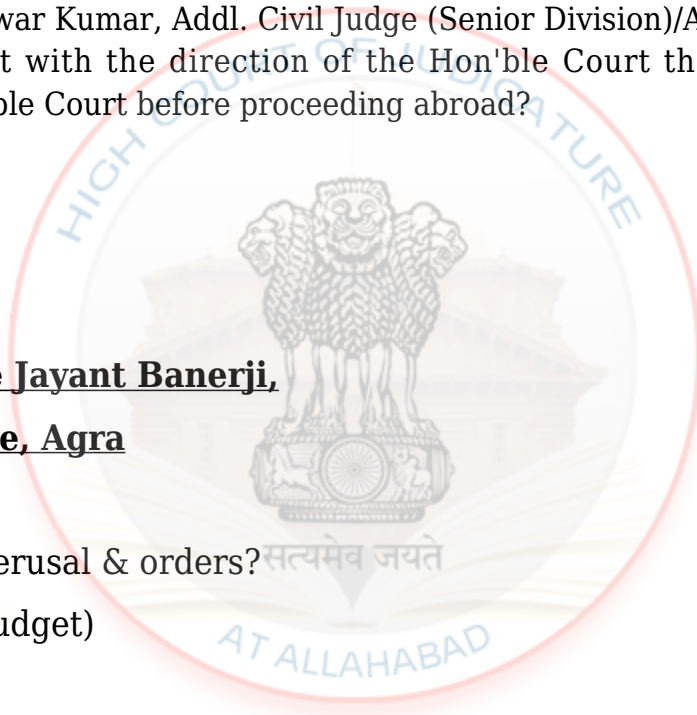 war Kumar, Addl. Civil Judge (Senior Division)/A
t with the direction of the Hon'ble Court th
ble Court before proceeding abroad?
HIGH COURT OF JUDICATURE
Jayant Banerji,
e, Agra
erusal & orders?
सत्यमेव जयते
udget)
AT ALLAHABAD